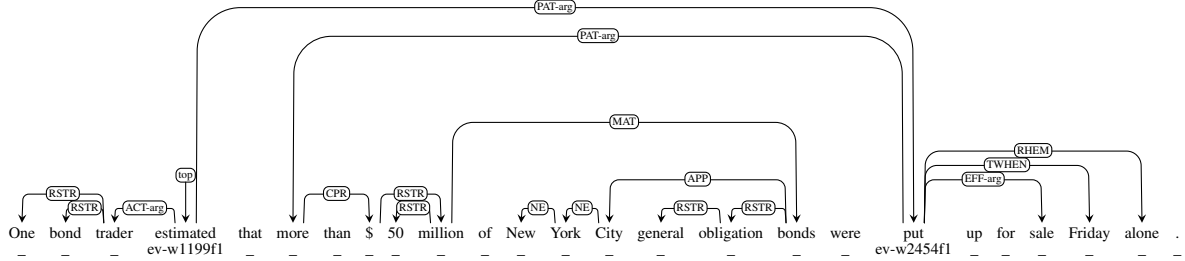 PAT-arg
PAT-arg
MAT
RHEM
top TWHEN
APP EFF-arg
RSTR CPR RSTR
RSTR ACT-arg RSTR NE NE RSTR RSTR
One bond trader estimated that more than $ 50 million of New York City general obligation bonds were put up for sale Friday alone .
_ _ _ ev-w1199f1 _ _ _ _ _ _ _ _ _ _ _ _ _ _ ev-w2454f1 _ _ _ _ _ _